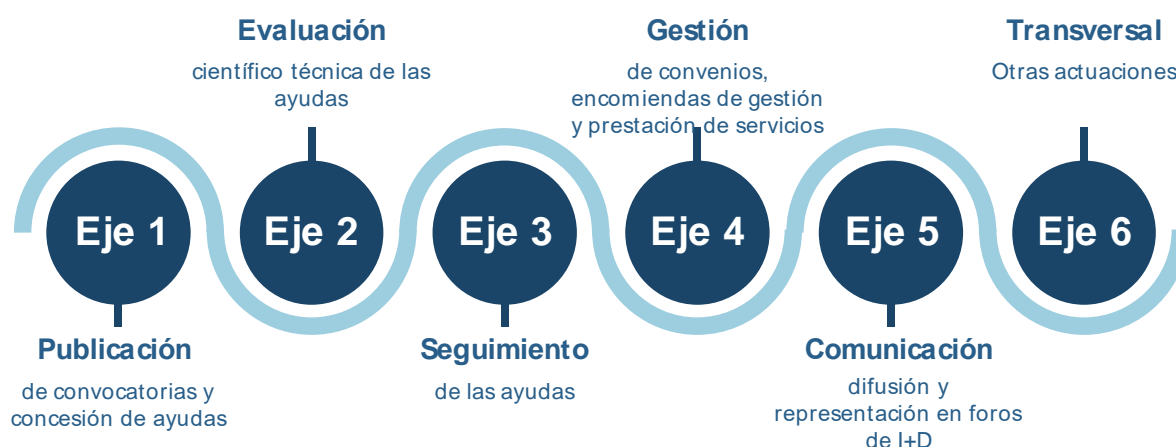 Evaluación
científico técnica de las
ayudas
Gestión
de convenios,
encomiendas de gestión
y prestación de servicios
Transversal
Otras actuaciones
Eje 1
Eje 2
Eje 3
Eje 4
Eje 5
Eje 6
Publicación
de convocatorias y
concesión de ayudas
Seguimiento
de las ayudas
Comunicación
difusión y
representación en foros
de I+D